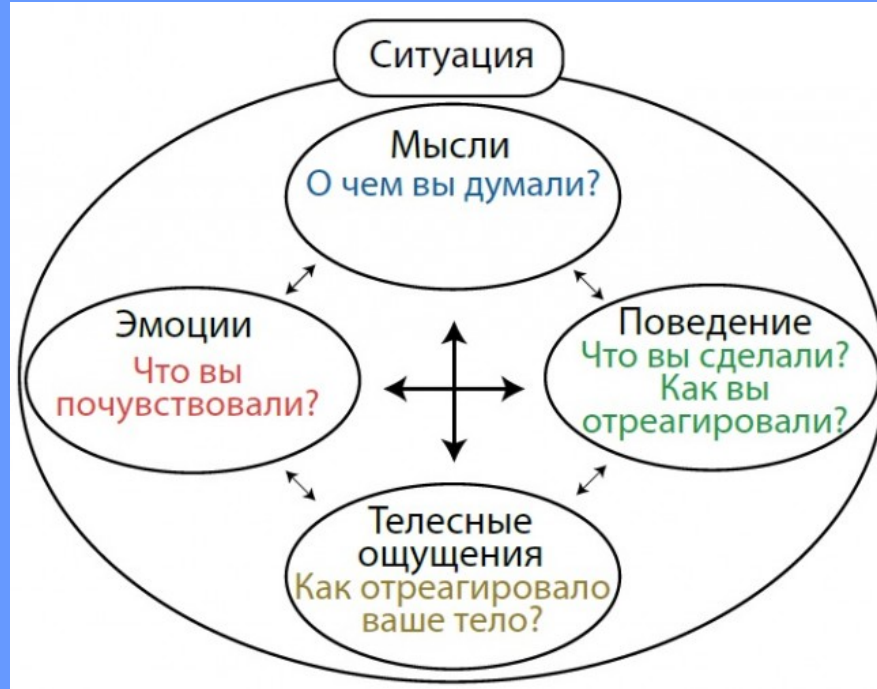 Ситуация
Мысли
О чем вы думали?
Эмоции
Что вы
почувствовали?
Поведение
Что вы сделали?
Как вы
отреагировали?
Телесные
ощущения
Как отреагировало
ваше тело?